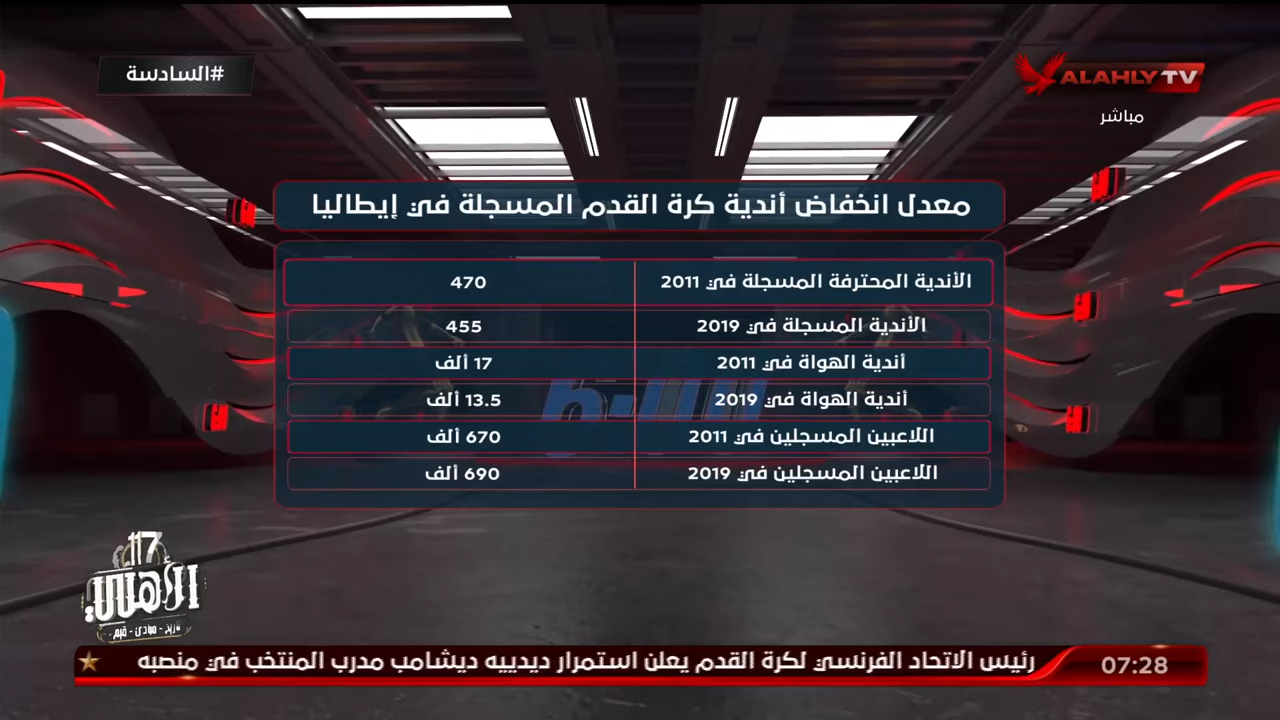 #السادسة
ALAHLY TV
مباشر
معدل انخفاض أندية كرة القدم المسجلة في إيطاليا
الأندية المحترفة المسجلة في 2011 470
الأندية المسجلة في 2019 455
أندية الهواة في 2011 17 ألف
أندية الهواة في 2019 13.5 ألف
اللاعبين المسجلين في 2011 670 ألف
اللاعبين المسجلين في 2019 690 ألف
117
الأهلي
تاريخ - مبادئ - قيم
07:28
رئيس الاتحاد الفرنسي لكرة القدم يعلن استمرار ديدييه ديشامب مدرب المنتخب في منصبه